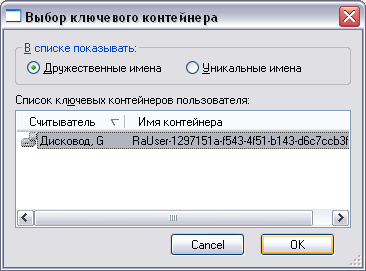 Выбор ключевого контейнера
В списке показывать:
Дружественные имена
Уникальные имена
Список ключевых контейнеров пользователя:
Считыватель Имя контейнера
Дисковод, G RaUser-1297151a-f543-4f51-b143-d6c7ccb3f
Cancel OK